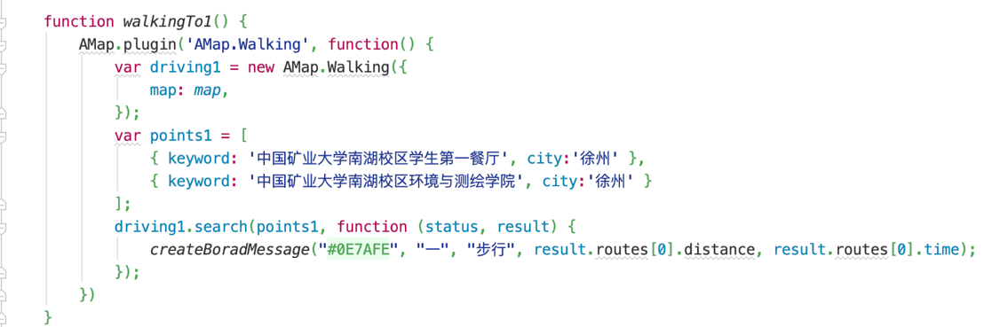 function walkingTo1() {
    AMap.plugin('AMap.Walking', function() {
        var driving1 = new AMap.Walking({
            map: map,
        });
        var points1 = [
            { keyword: '中国矿业大学南湖校区学生第一餐厅', city:'徐州' },
            { keyword: '中国矿业大学南湖校区环境与测绘学院', city:'徐州' }
        ];
        driving1.search(points1, function (status, result) {
            createBoradMessage("#0E7AFE", "一", "步行", result.routes[0].distance, result.routes[0].time);
        });
    })
}